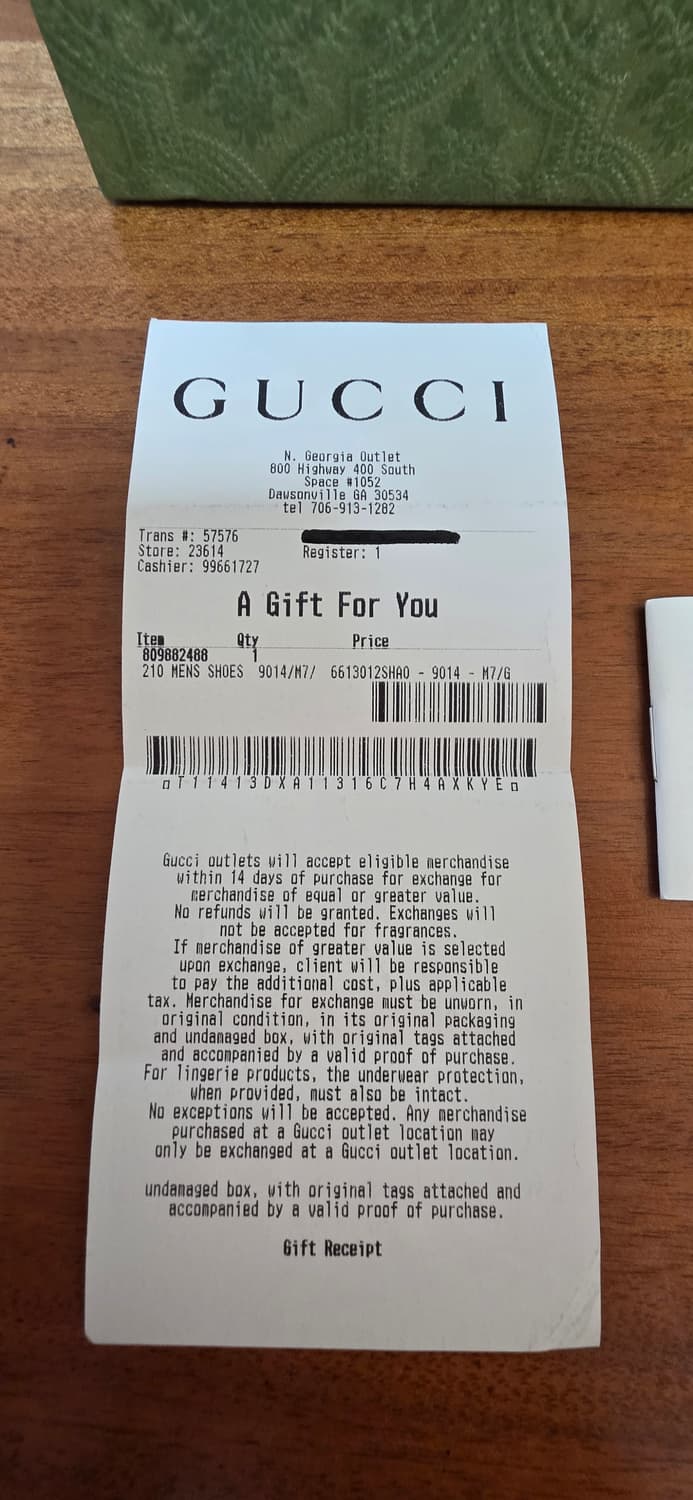 GUCCI
N. Georgia Outlet
800 Highway 400 South
Space #1052
Dawsonville GA 30534
tel 706-913-1282
Trans #: 57576
Store: 23614 Register: 1
Cashier: 99661727
A Gift For You
Item Qty Price
809882488 1
210 MENS SHOES 9014/M7/ 6613012SHA0 - 9014 - M7/G
T11413DXA11316C7H4AXKYE
Gucci outlets will accept eligible merchandise
within 14 days of purchase for exchange for
merchandise of equal or greater value.
No refunds will be granted. Exchanges will
not be accepted for fragrances.
If merchandise of greater value is selected
upon exchange, client will be responsible
to pay the additional cost, plus applicable
tax. Merchandise for exchange must be unworn, in
original condition, in its original packaging
and undamaged box, with original tags attached
and accompanied by a valid proof of purchase.
For lingerie products, the underwear protection,
when provided, must also be intact.
No exceptions will be accepted. Any merchandise
purchased at a Gucci outlet location may
only be exchanged at a Gucci outlet location.
undamaged box, with original tags attached and
accompanied by a valid proof of purchase.
Gift Receipt